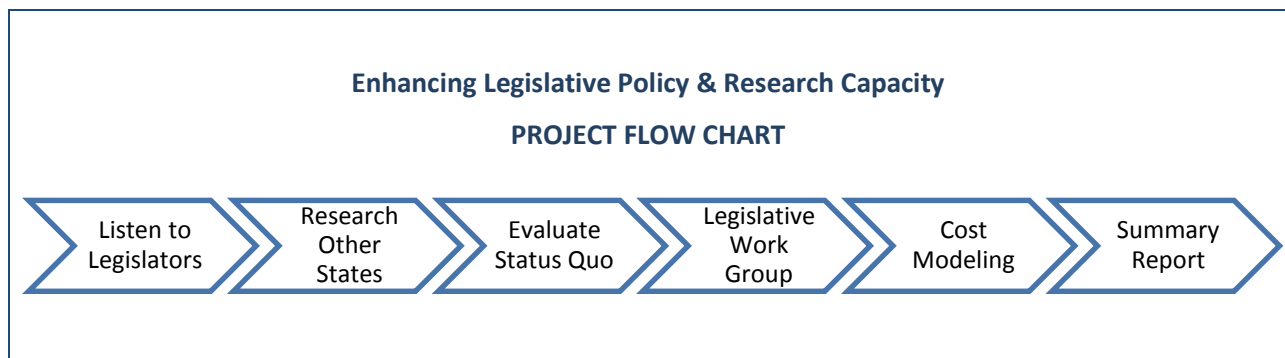 Enhancing Legislative Policy & Research Capacity
PROJECT FLOW CHART
Listen to
Legislators
Research
Other
States
Evaluate
Status Quo
Legislative
Work
Group
Cost
Modeling
Summary
Report